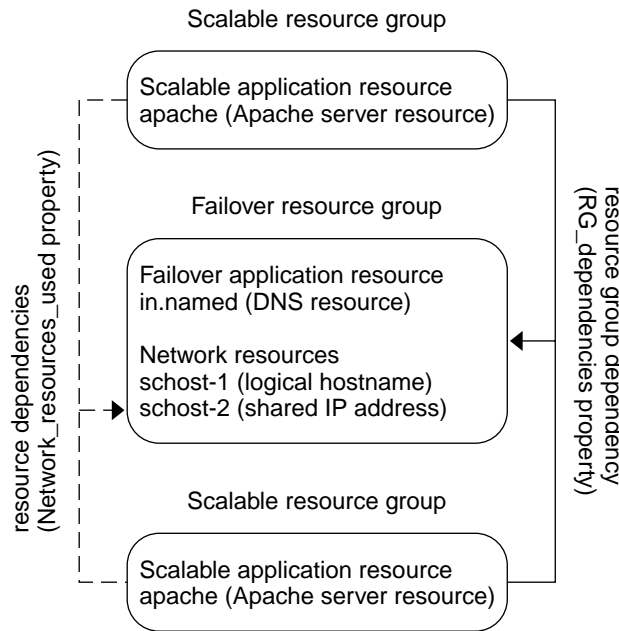 Scalable resource group
Scalable application resource
apache (Apache server resource)
Failover resource group
Failover application resource
in.named (DNS resource)
Network resources
schost-1 (logical hostname)
schost-2 (shared IP address)
Scalable resource group
Scalable application resource
apache (Apache server resource)
resource dependencies
(Network_resources_used property)
resource group dependency
(RG_dependencies property)